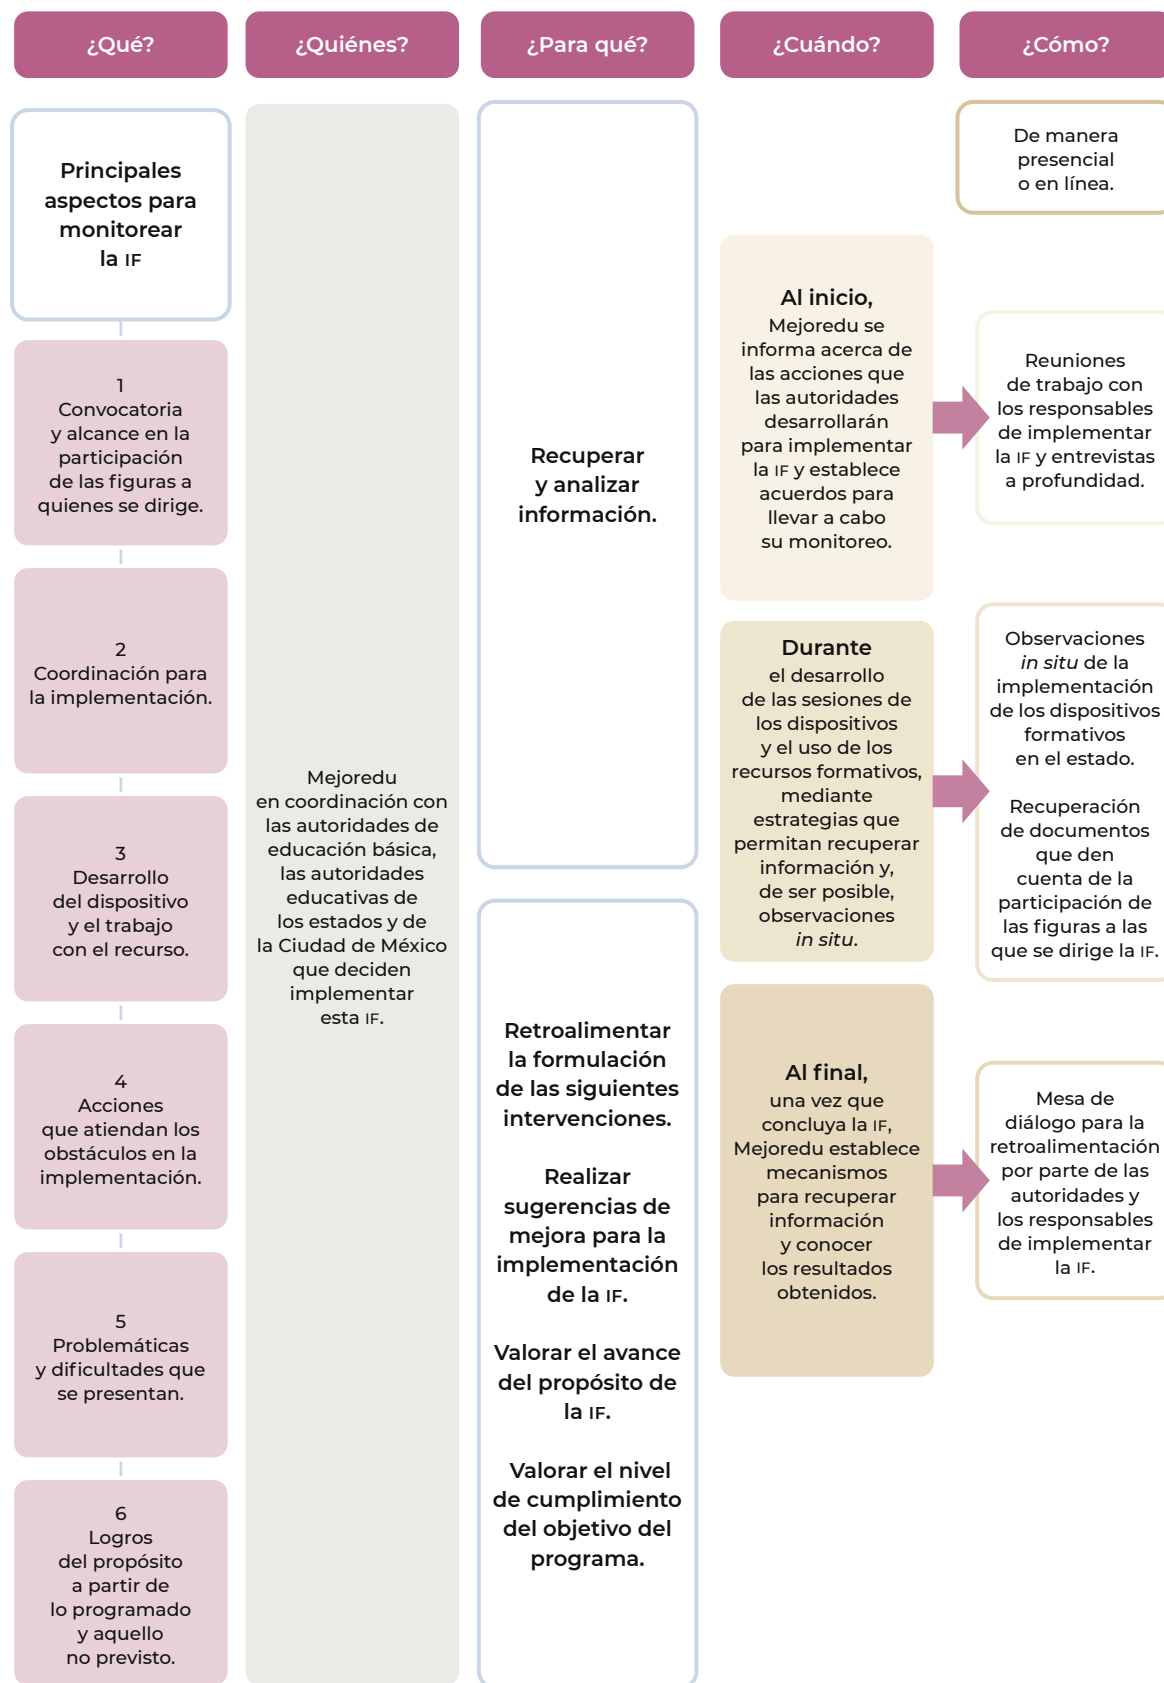 ¿Qué?
¿Quiénes?
¿Para qué?
¿Cuándo?
¿Cómo?
Principales
aspectos para
monitorear
la IF
1
Convocatoria
y alcance en la
participación
de las figuras a
quienes se dirige.
2
Coordinación para
la implementación.
3
Desarrollo
del dispositivo
y el trabajo
con el recurso.
4
Acciones
que atiendan los
obstáculos en la
implementación.
5
Problemáticas
y dificultades que
se presentan.
6
Logros
del propósito
a partir de
lo programado
y aquello
no previsto.
Mejoredu
en coordinación con
las autoridades de
educación básica,
las autoridades
educativas de
los estados y de
la Ciudad de México
que deciden
implementar
esta IF.
Recuperar
y analizar
información.
Retroalimentar
la formulación
de las siguientes
intervenciones.
Realizar
sugerencias de
mejora para la
implementación
de la IF.
Valorar el avance
del propósito de
la IF.
Valorar el nivel
de cumplimiento
del objetivo del
programa.
Al inicio,
Mejoredu se
informa acerca de
las acciones que
las autoridades
desarrollarán
para implementar
la IF y establece
acuerdos para
llevar a cabo
su monitoreo.
Durante
el desarrollo
de las sesiones de
los dispositivos
y el uso de los
recursos formativos,
mediante
estrategias que
permitan recuperar
información y,
de ser posible,
observaciones
in situ.
Al final,
una vez que
concluya la IF,
Mejoredu establece
mecanismos
para recuperar
información
y conocer
los resultados
obtenidos.
De manera
presencial
o en línea.
Reuniones
de trabajo con
los responsables
de implementar
la IF y entrevistas
a profundidad.
Observaciones
in situ de la
implementación
de los dispositivos
formativos
en el estado.
Recuperación
de documentos
que den
cuenta de la
participación de
las figuras a las
que se dirige la IF.
Mesa de
diálogo para la
retroalimentación
por parte de las
autoridades y
los responsables
de implementar
la IF.